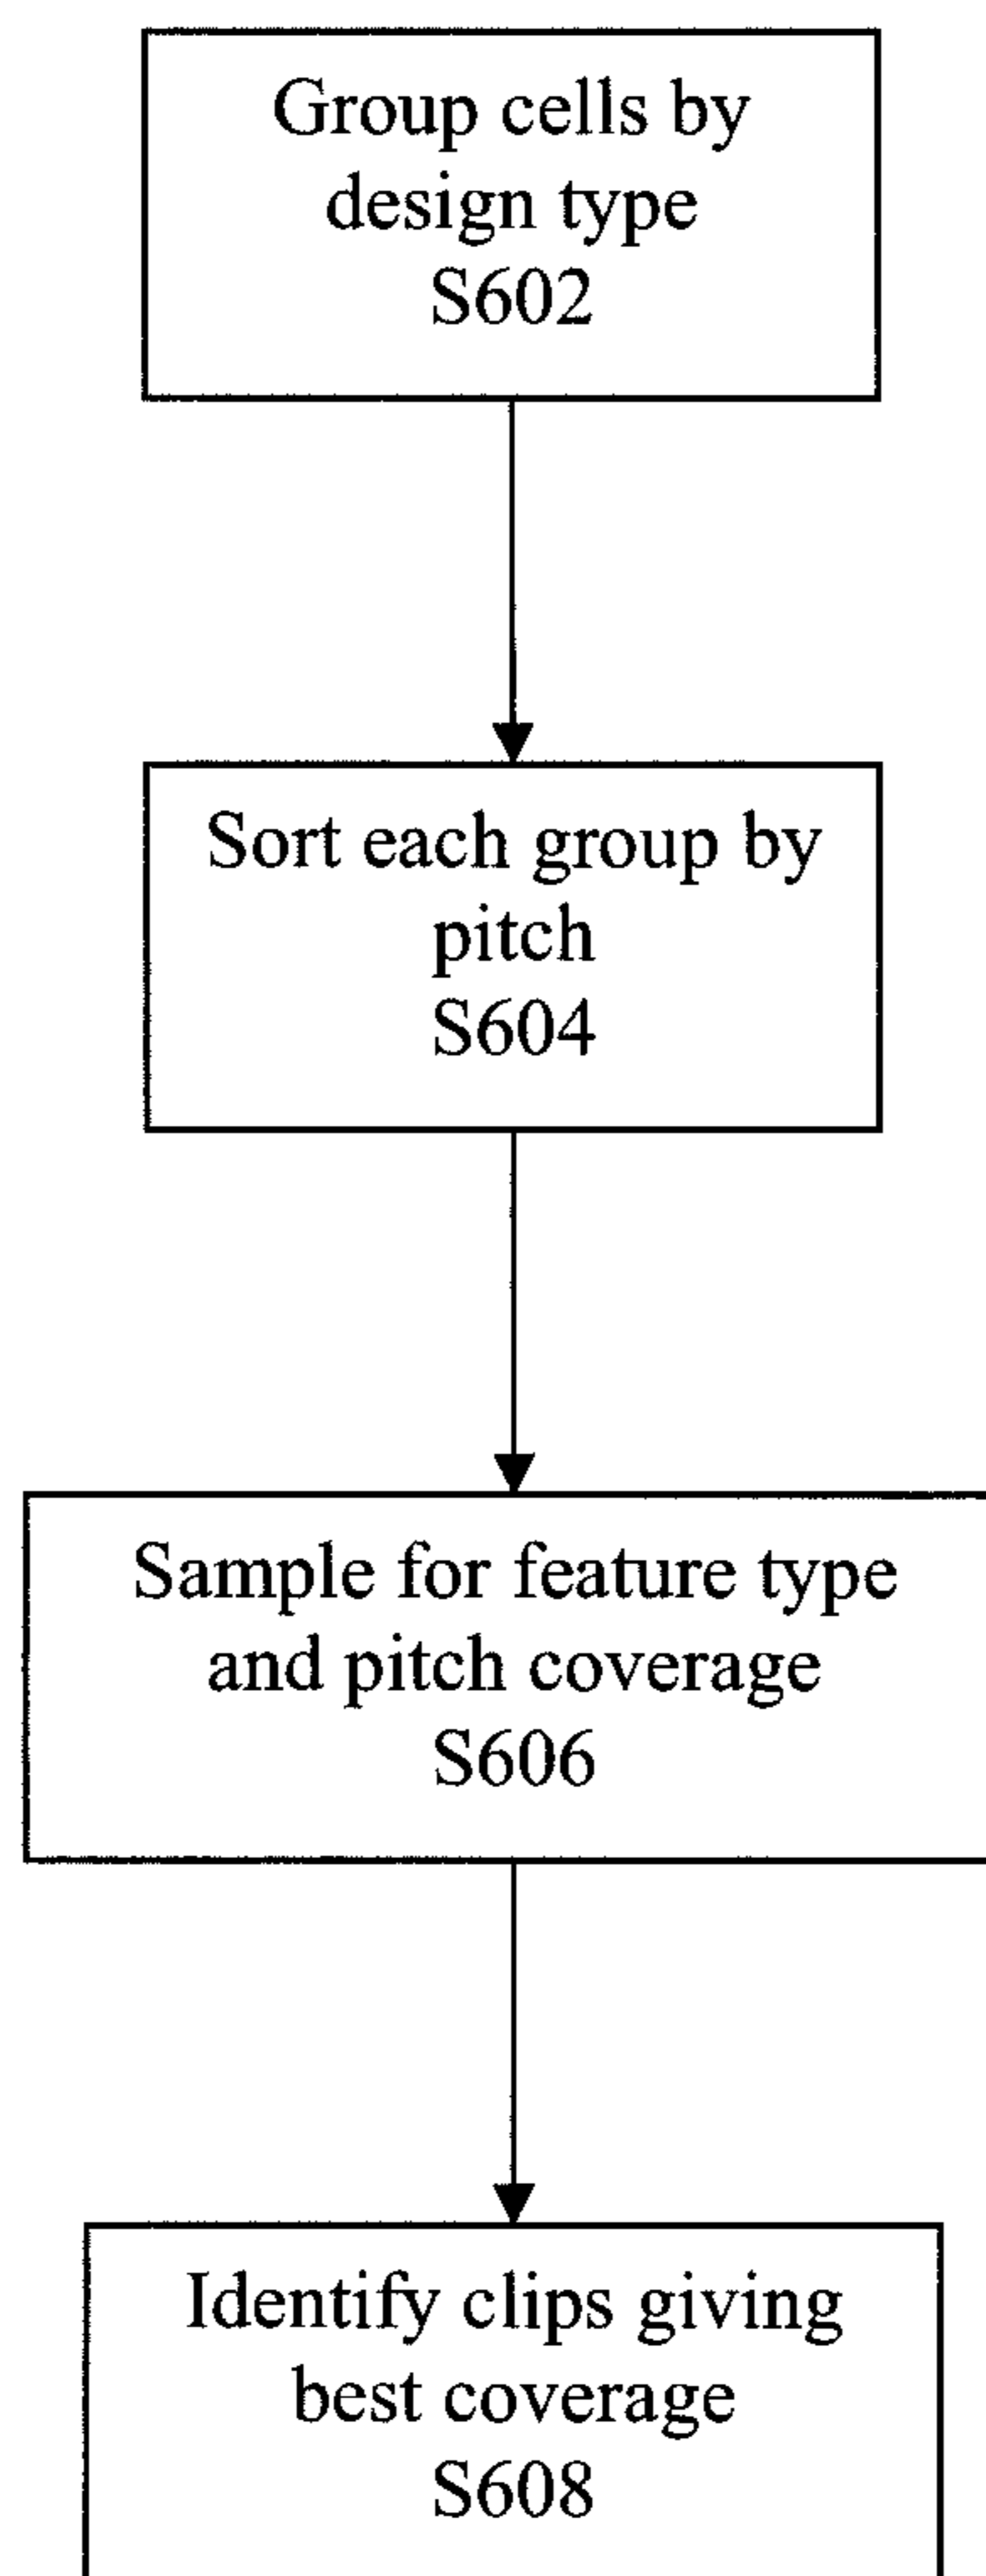 Group cells by
design type
S602
Sort each group by
pitch
S604
Sample for feature type
and pitch coverage
S606
Identify clips giving
best coverage
S608